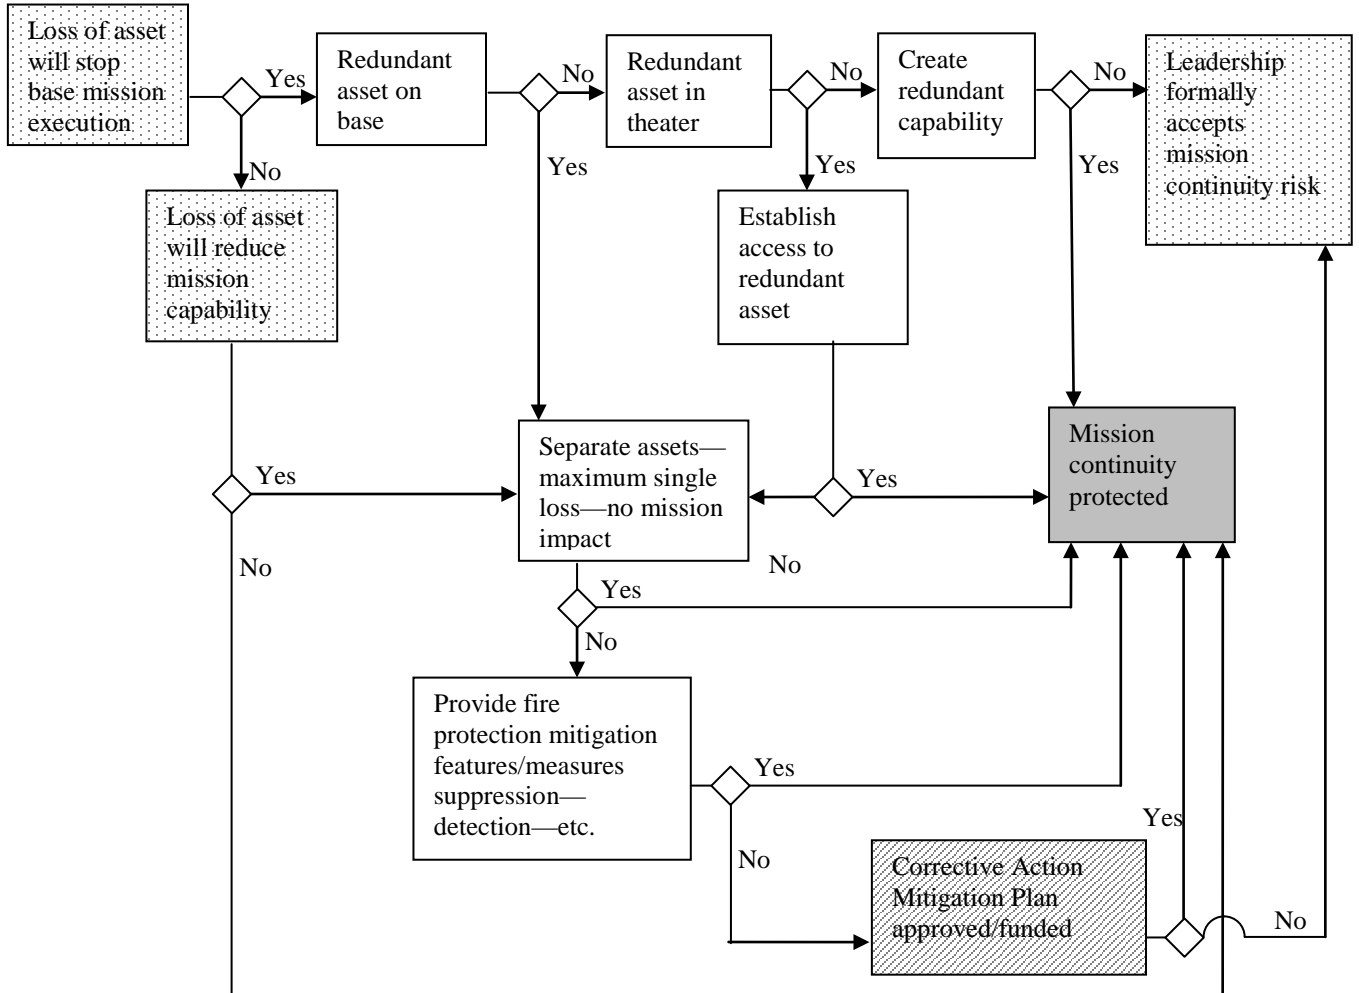 Loss of asset
will stop
base mission
execution
Yes
Redundant
asset on
base
No
Redundant
asset in
theater
No
Create
redundant
capability
No
Leadership
formally
accepts
mission
continuity risk
No
Yes
Yes
Yes
Loss of asset
will reduce
mission
capability
Establish
access to
redundant
asset
Yes
Separate assets—
maximum single
loss—no mission
impact
Yes
Mission
continuity
protected
No
No
Yes
No
Provide fire
protection mitigation
features/measures
suppression—
detection—etc.
Yes
No
Yes
Corrective Action
Mitigation Plan
approved/funded
No